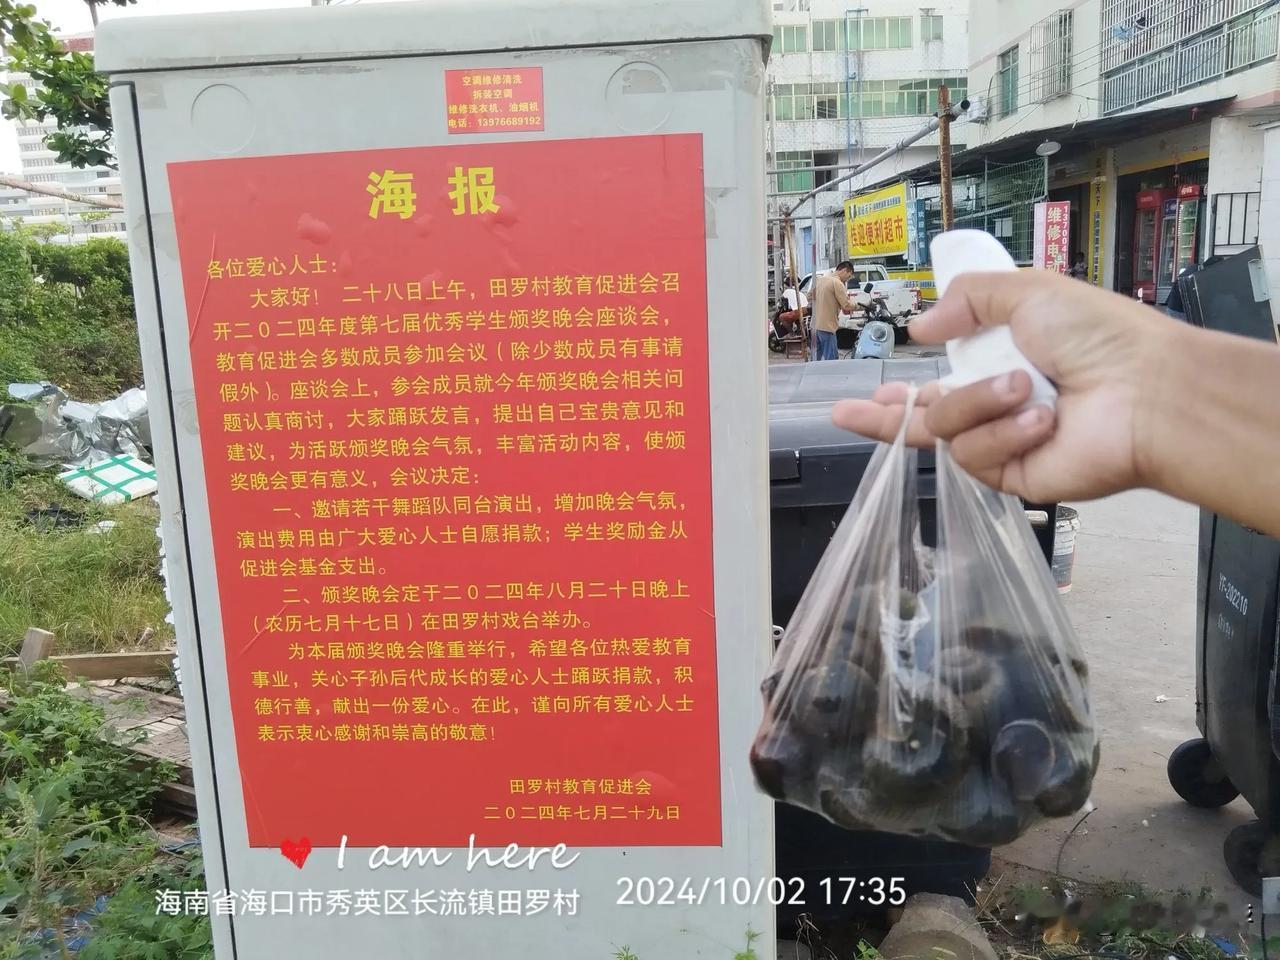 空调维修清洗
拆装空调
维修洗衣机、油烟机
电话：13976689192
海报
各位爱心人士：
大家好！ 二十八日上午，田罗村教育促进会召
开二０二四年度第七届优秀学生颁奖晚会座谈会，
教育促进会多数成员参加会议（除少数成员有事请
假外）。座谈会上，参会成员就今年颁奖晚会相关问
题认真商讨，大家踊跃发言，提出自己宝贵意见和
建议，为活跃颁奖晚会气氛，丰富活动内容，使颁
奖晚会更有意义，会议决定：
一、邀请若干舞蹈队同台演出，增加晚会气氛，
演出费用由广大爱心人士自愿捐款；学生奖励金从
促进会基金支出。
二、颁奖晚会定于二０二四年八月二十日晚上
（农历七月十七日）在田罗村戏台举办。
为本届颁奖晚会隆重举行，希望各位热爱教育
事业，关心子孙后代成长的爱心人士踊跃捐款，积
德行善，献出一份爱心。在此，谨向所有爱心人士
表示衷心感谢和崇高的敬意！
田罗村教育促进会
二０二四年七月二十九日
佳迎便利超市
维修电动
YF-202210
I am here
海南省海口市秀英区长流镇田罗村
2024/10/02 17:35